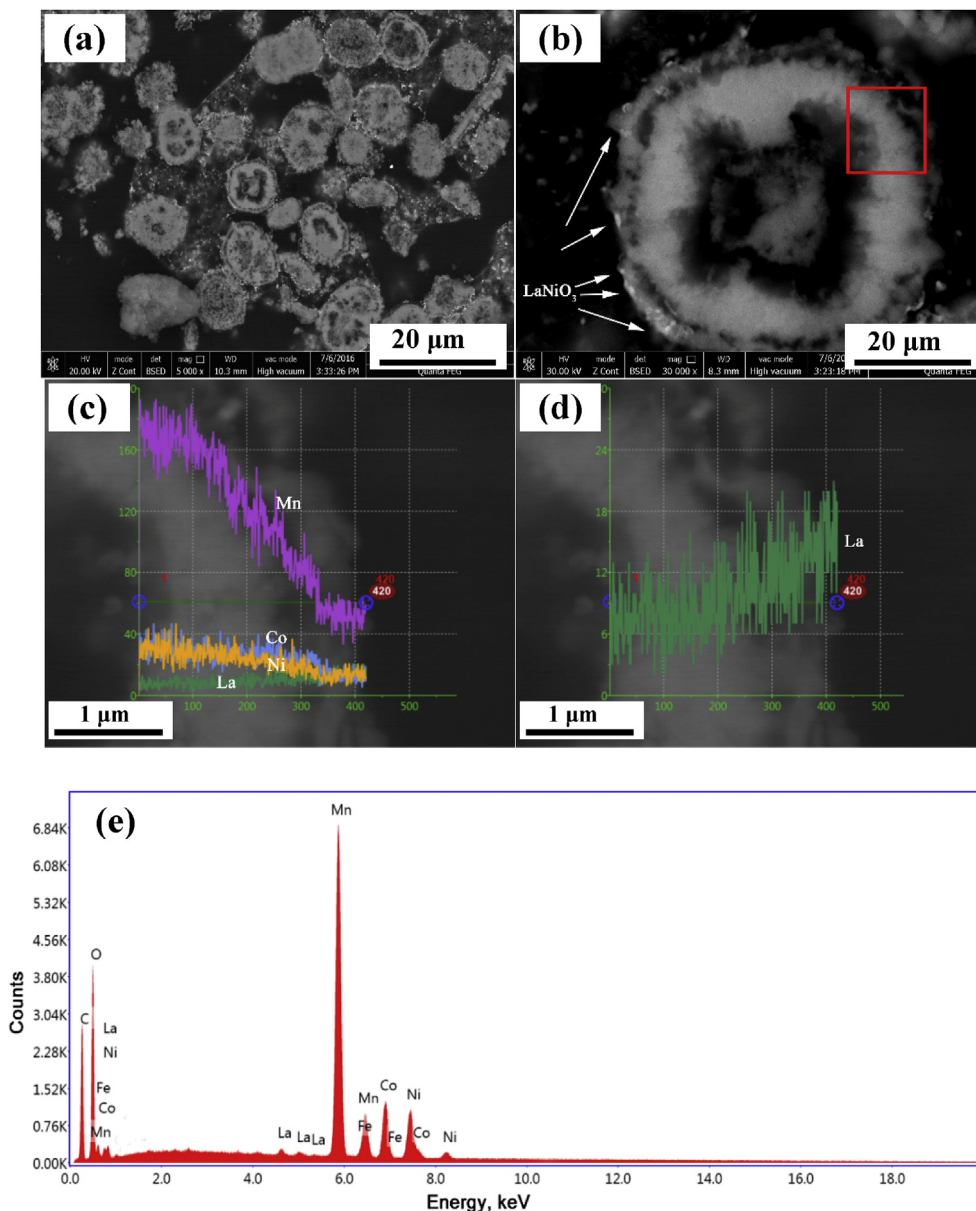 (a)
20 μm
HV mode det mag WD vac mode 7/6/2016
20.00 kV Z Cont BSED 5 000 x 10.3 mm High vacuum 3:33:26 PM Quanta FEG
(b)
LaNiO3
20 μm
HV mode det mag WD vac mode 7/6/
30.00 kV Z Cont BSED 30 000 x 8.3 mm High vacuum 3:23:18 PM Quanta FEG
(c)
160
120
80
40
Mn
Co
Ni
La
420
420
100 200 300 400 500
1 μm
(d)
24
18
12
6
0
La
420
420
100 200 300 400 500
1 μm
(e)
Counts
6.84K
6.08K
5.32K
4.56K
3.80K
3.04K
2.28K
1.52K
0.76K
0.00K
C
O
La
Ni
Fe
Co
Mn
La
La
La
Mn
Mn
Fe
Co
Fe
Ni
Co
Ni
0.0 2.0 4.0 6.0 8.0 10.0 12.0 14.0 16.0 18.0
Energy, keV